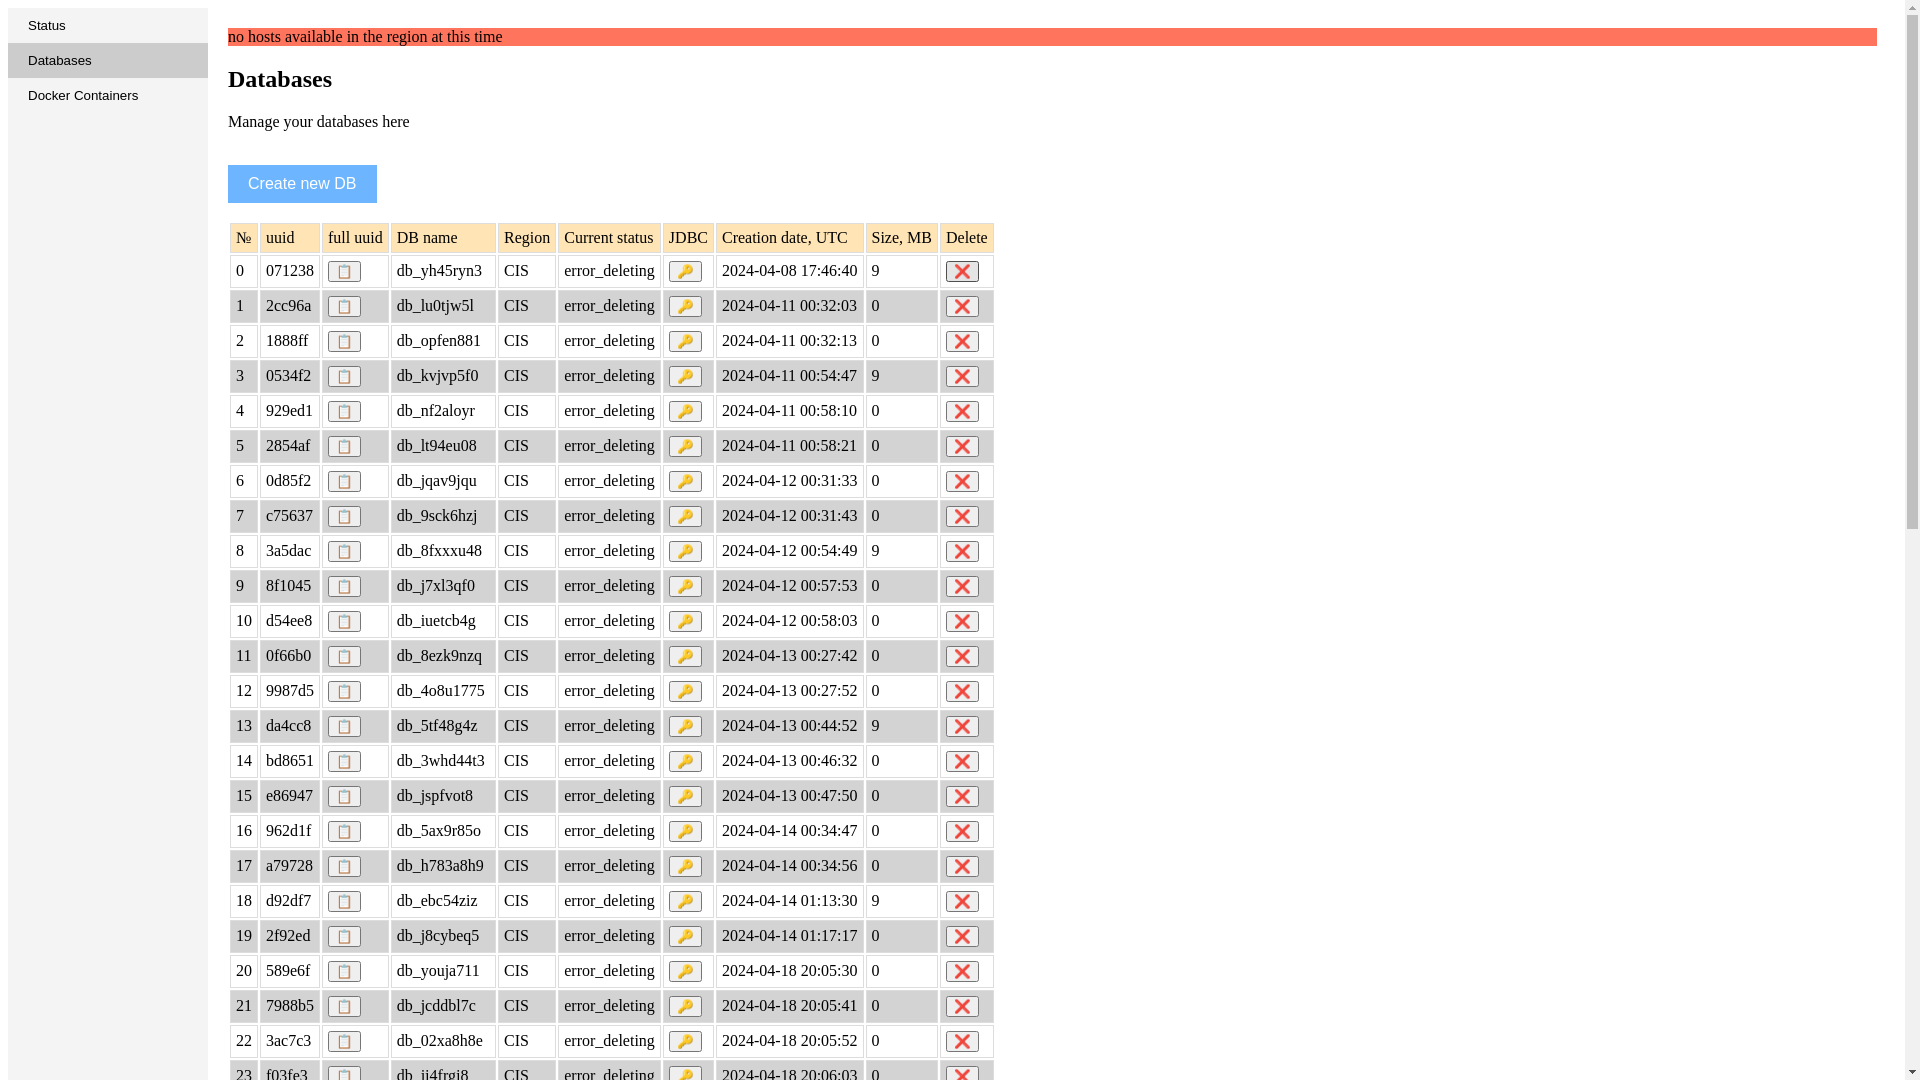 Status
Databases
Docker Containers
no hosts available in the region at this time
Databases
Manage your databases here
Create new DB
№ uuid full uuid DB name Region Current status JDBC Creation date, UTC Size, MB Delete
0 071238 db_yh45ryn3 CIS error_deleting 2024-04-08 17:46:40 9
1 2cc96a db_lu0tjw5l CIS error_deleting 2024-04-11 00:32:03 0
2 1888ff db_opfen881 CIS error_deleting 2024-04-11 00:32:13 0
3 0534f2 db_kvjvp5f0 CIS error_deleting 2024-04-11 00:54:47 9
4 929ed1 db_nf2aloyr CIS error_deleting 2024-04-11 00:58:10 0
5 2854af db_lt94eu08 CIS error_deleting 2024-04-11 00:58:21 0
6 0d85f2 db_jqav9jqu CIS error_deleting 2024-04-12 00:31:33 0
7 c75637 db_9sck6hzj CIS error_deleting 2024-04-12 00:31:43 0
8 3a5dac db_8fxxxu48 CIS error_deleting 2024-04-12 00:54:49 9
9 8f1045 db_j7xl3qf0 CIS error_deleting 2024-04-12 00:57:53 0
10 d54ee8 db_iuetcb4g CIS error_deleting 2024-04-12 00:58:03 0
11 0f66b0 db_8ezk9nzq CIS error_deleting 2024-04-13 00:27:42 0
12 9987d5 db_4o8u1775 CIS error_deleting 2024-04-13 00:27:52 0
13 da4cc8 db_5tf48g4z CIS error_deleting 2024-04-13 00:44:52 9
14 bd8651 db_3whd44t3 CIS error_deleting 2024-04-13 00:46:32 0
15 e86947 db_jspfvot8 CIS error_deleting 2024-04-13 00:47:50 0
16 962d1f db_5ax9r85o CIS error_deleting 2024-04-14 00:34:47 0
17 a79728 db_h783a8h9 CIS error_deleting 2024-04-14 00:34:56 0
18 d92df7 db_ebc54ziz CIS error_deleting 2024-04-14 01:13:30 9
19 2f92ed db_j8cybeq5 CIS error_deleting 2024-04-14 01:17:17 0
20 589e6f db_youja711 CIS error_deleting 2024-04-18 20:05:30 0
21 7988b5 db_jcddbl7c CIS error_deleting 2024-04-18 20:05:41 0
22 3ac7c3 db_02xa8h8e CIS error_deleting 2024-04-18 20:05:52 0
23 f03fe3 CIS error_deleting 2024-04-18 20:06:03 0